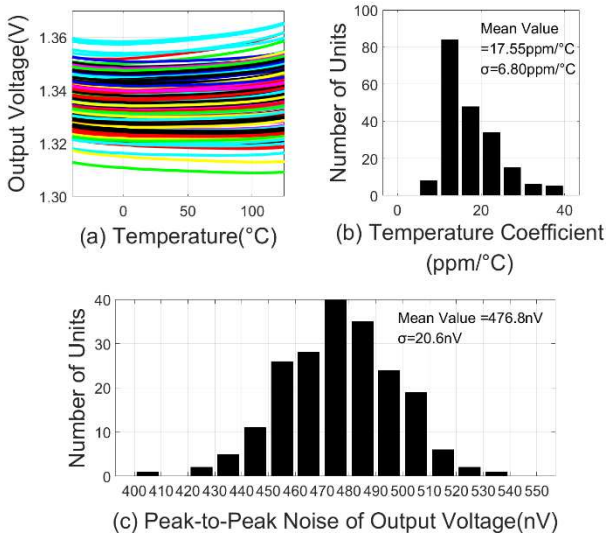 Output Voltage(V)
1.36
1.34
1.32
1.30
0
50
100
(a) Temperature(°C)
Number of Units
100
80
60
40
20
0
Mean Value
=17.55ppm/°C
σ=6.80ppm/°C
0
20
40
(b) Temperature Coefficient
(ppm/°C)
Number of Units
40
30
20
10
0
Mean Value =476.8nV
σ=20.6nV
400 410 420 430 440 450 460 470 480 490 500 510 520 530 540 550
(c) Peak-to-Peak Noise of Output Voltage(nV)